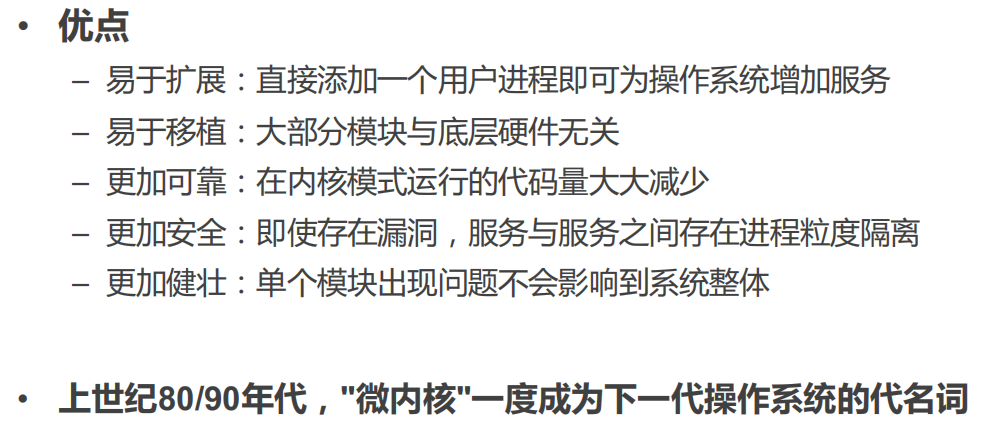 • 优点
– 易于扩展：直接添加一个用户进程即可为操作系统增加服务
– 易于移植：大部分模块与底层硬件无关
– 更加可靠：在内核模式运行的代码量大大减少
– 更加安全：即使存在漏洞，服务与服务之间存在进程粒度隔离
– 更加健壮：单个模块出现问题不会影响到系统整体
• 上世纪80/90年代，"微内核"一度成为下一代操作系统的代名词